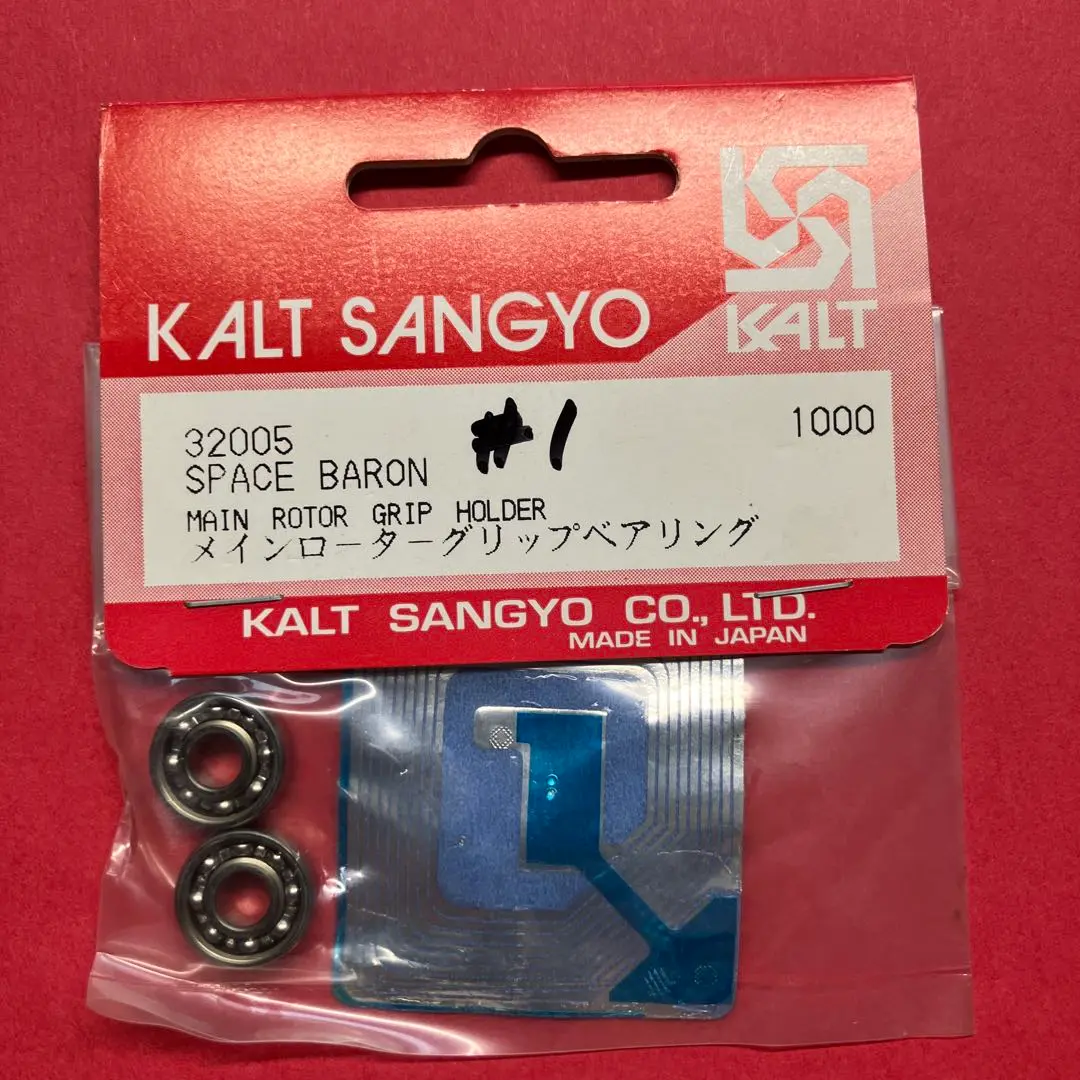 KALT
KALT SANGYO
32005
#1
1000
SPACE BARON
MAIN ROTOR GRIP HOLDER
メインローターグリップベアリング
KALT SANGYO CO., LTD.
MADE IN JAPAN